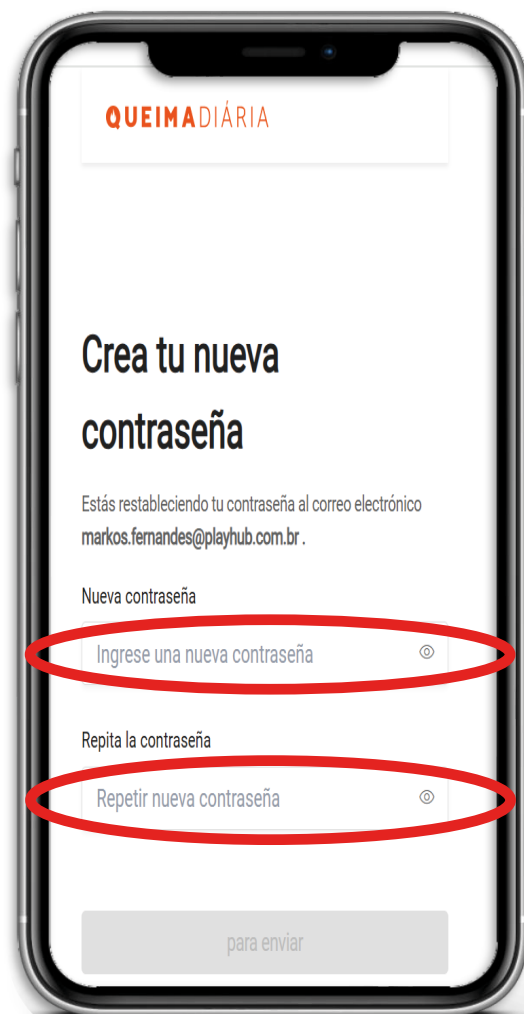 QUEIMADIÁRIA
Crea tu nueva
contraseña
Estás restableciendo tu contraseña al correo electrónico
markos.fernandes@playhub.com.br .
Nueva contraseña
Ingrese una nueva contraseña
Repita la contraseña
Repetir nueva contraseña
para enviar